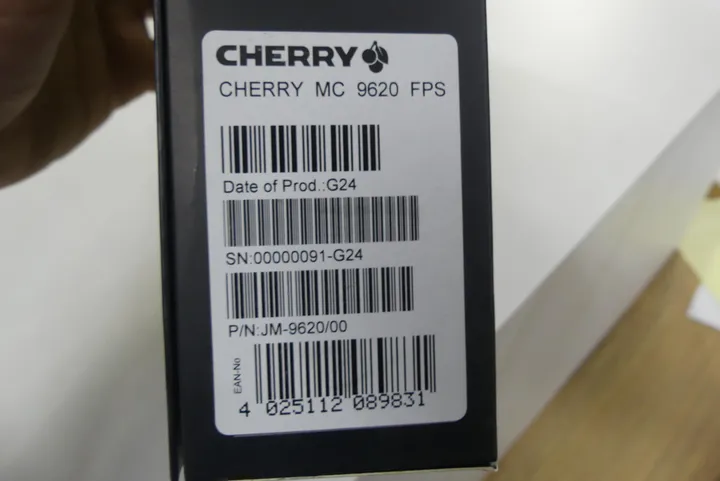 CHERRY
CHERRY MC 9620 FPS
Date of Prod.:G24
SN:00000091-G24
P/N:JM-9620/00
EAN-No
4 025112 089831